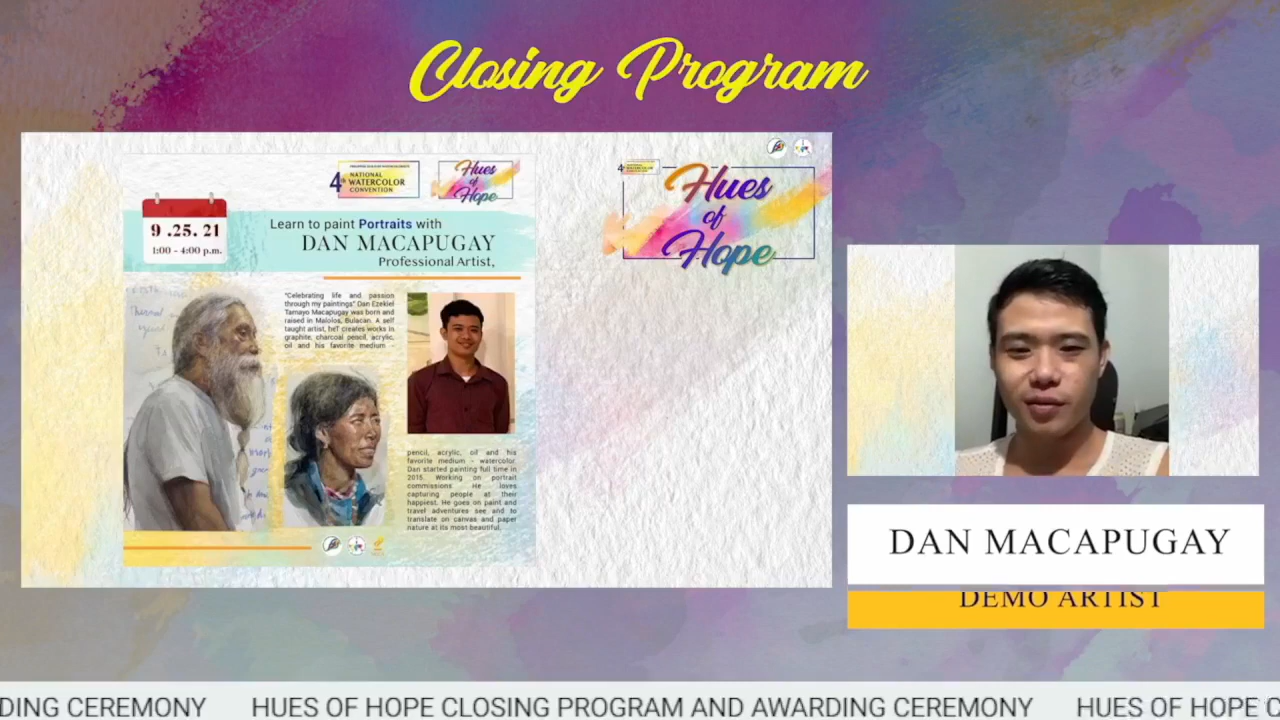 Closing Program
4th NATIONAL
WATERCOLOR
CONVENTION
Hues
of
Hope
9 .25. 21
1:00 - 4:00 p.m.
Learn to paint Portraits with
DAN MACAPUGAY
Professional Artist,
"Celebrating life and passion
through my paintings" Dan Ezekiel
Tamayo Macapugay was born and
raised in Malolos, Bulacan. A self
taught artist, heT creates works in
graphite, charcoal pencil, acrylic,
oil and his favorite medium -
pencil, acrylic, oil and his
favorite medium - watercolor.
Dan started painting full time in
2015. Working on portrait
commissions. He loves
capturing people at their
happiest. He goes on paint and
travel adventures see and to
translate on canvas and paper
nature at its most beautiful.
Hues
of
Hope
DAN MACAPUGAY
DEMO ARTIST
DING CEREMONY HUES OF HOPE CLOSING PROGRAM AND AWARDING CEREMONY HUES OF HOPE C